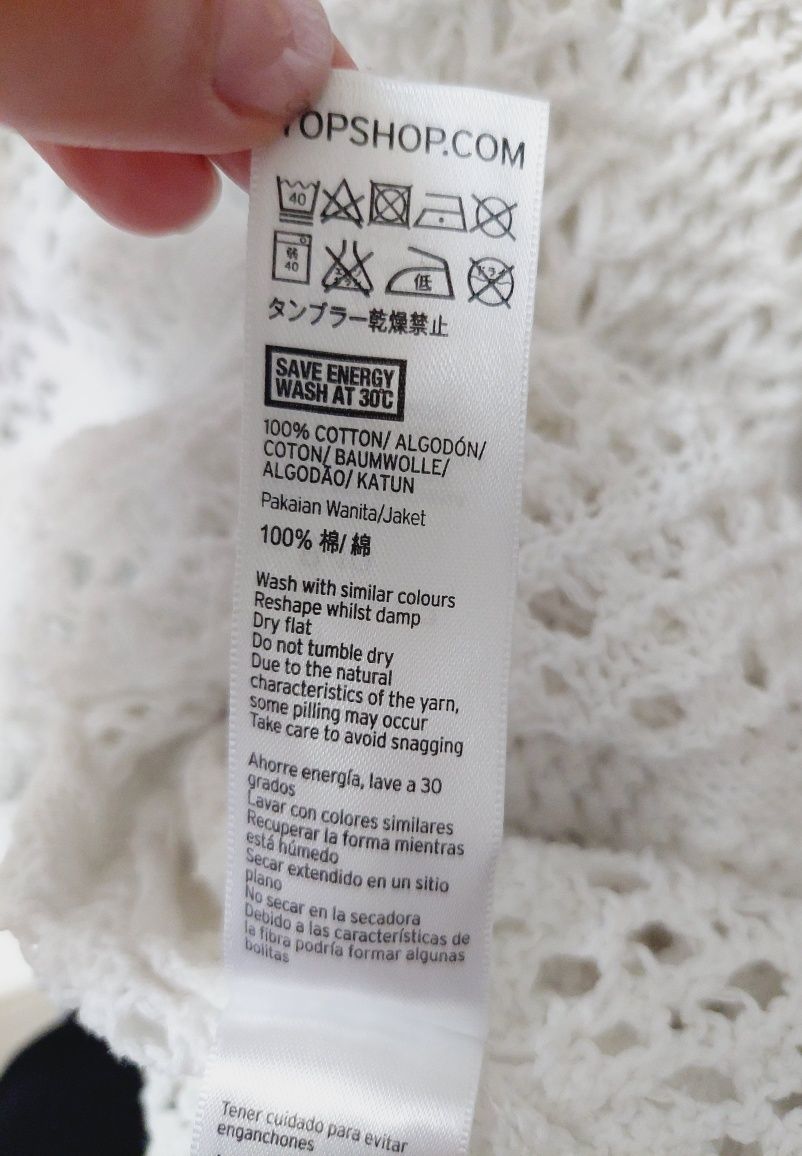 TOPSHOP.COM
40
弱
40
低
タンブラー乾燥禁止
SAVE ENERGY
WASH AT 30℃
100% COTTON/ ALGODÓN/
COTON/ BAUMWOLLE/
ALGODÃO/ KATUN
Pakaian Wanita/Jaket
100% 棉/ 綿
Wash with similar colours
Reshape whilst damp
Dry flat
Do not tumble dry
Due to the natural
characteristics of the yarn,
some pilling may occur
Take care to avoid snagging
Ahorre energía, lave a 30
grados
Lavar con colores similares
Recuperar la forma mientras
está húmedo
Secar extendido en un sitio
plano
No secar en la secadora
Debido a las características de
la fibra podría formar algunas
bolitas
Tener cuidado para evitar
enganchones